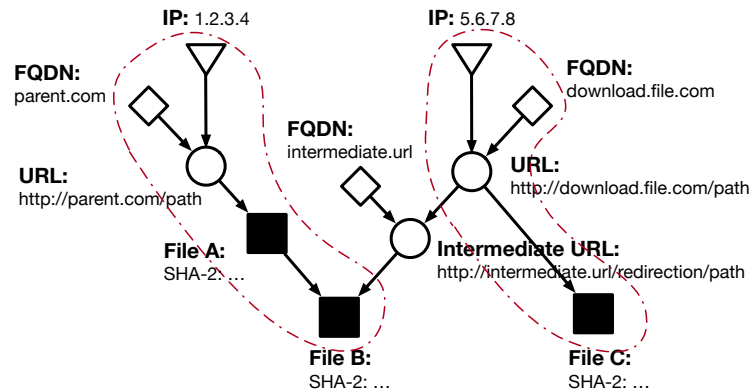 IP: 1.2.3.4
IP: 5.6.7.8
FQDN:
parent.com
FQDN:
download.file.com
FQDN:
intermediate.url
URL:
http://parent.com/path
URL:
http://download.file.com/path
File A:
SHA-2: ...
Intermediate URL:
http://intermediate.url/redirection/path
File B:
SHA-2: ...
File C:
SHA-2: ...